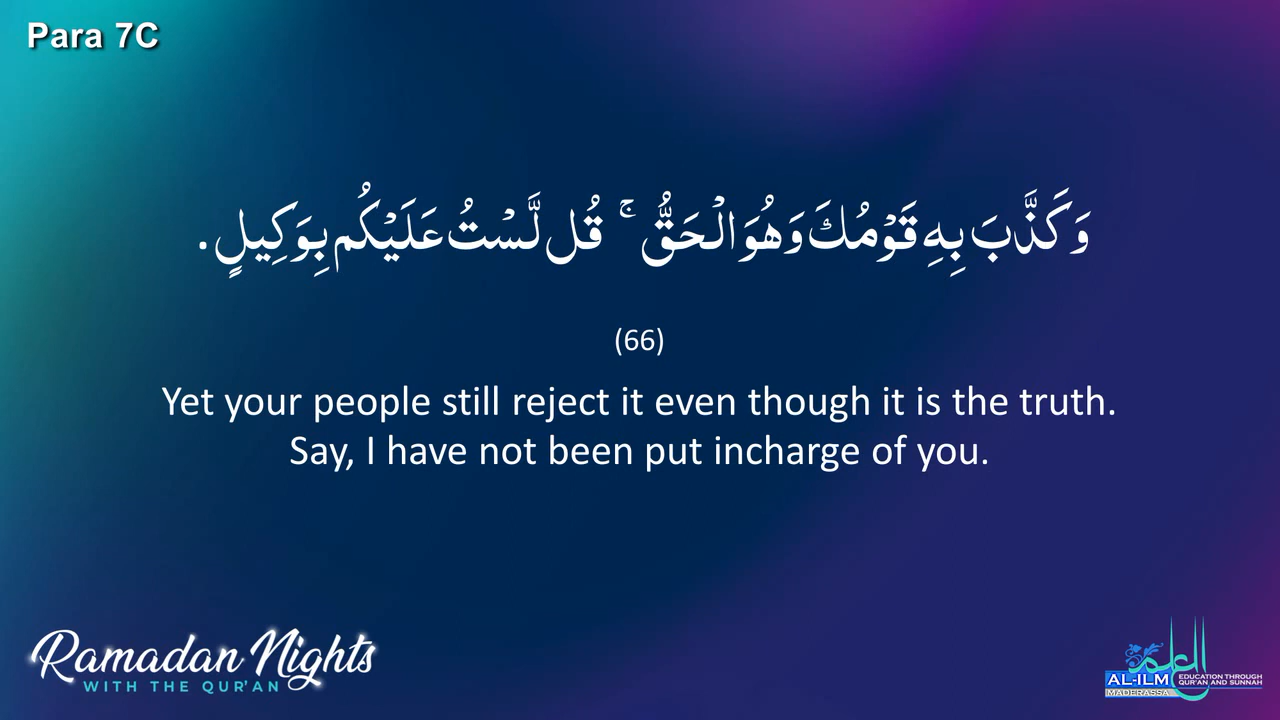 Para 7C
وَكَذَّبَ بِهِ قَوْمُكَ وَهُوَ الْحَقُّ ۚ قُل لَّسْتُ عَلَيْكُم بِوَكِيلٍ.
(66)
Yet your people still reject it even though it is the truth.
Say, I have not been put incharge of you.
Ramadan Nights
WITH THE QUR'AN
العلم
AL-ILM
MADERASSA
EDUCATION THROUGH
QUR'AN AND SUNNAH